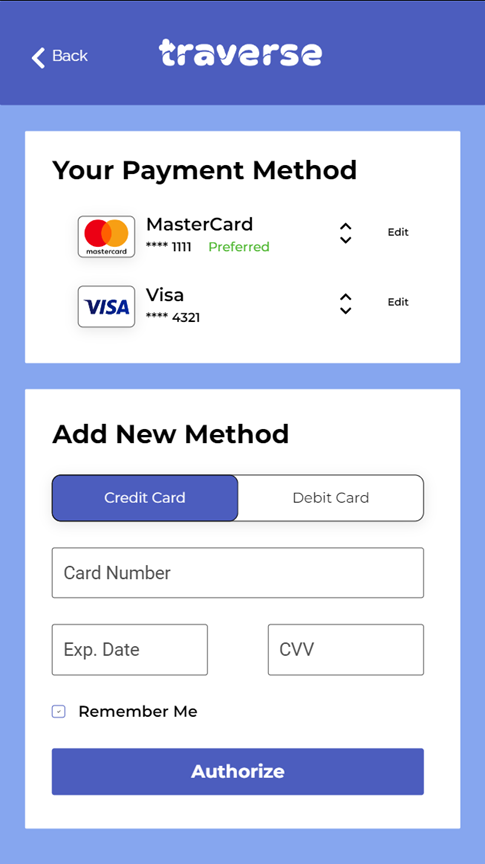 Back
traverse
Your Payment Method
mastercard
MasterCard
**** 1111 Preferred
Edit
VISA
Visa
**** 4321
Edit
Add New Method
Credit Card Debit Card
Card Number
Exp. Date CVV
Remember Me
Authorize